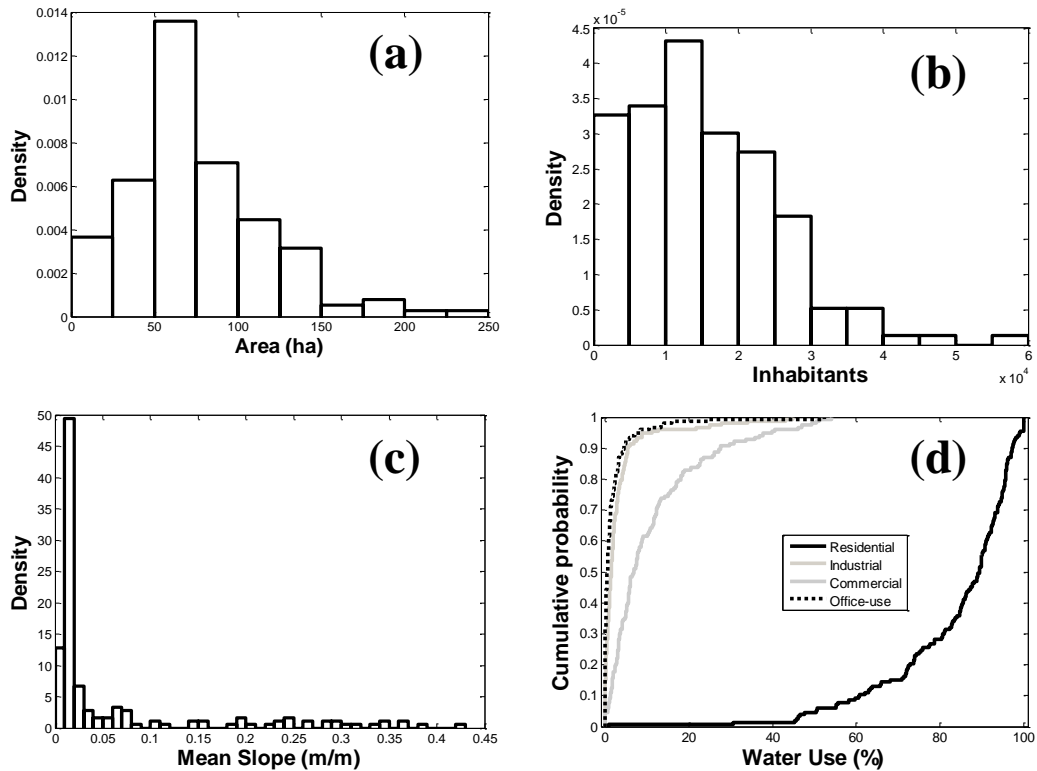 (a)
0.014
0.012
0.01
0.008
0.006
0.004
0.002
0
Density
0 50 100 150 200 250
Area (ha)
(b)
x 10-5
4.5
4
3.5
3
2.5
2
1.5
1
0.5
0
Density
0 1 2 3 4 5 6
x 10^4
Inhabitants
(c)
50
45
40
35
30
25
20
15
10
5
0
Density
0 0.05 0.1 0.15 0.2 0.25 0.3 0.35 0.4 0.45
Mean Slope (m/m)
(d)
1
0.9
0.8
0.7
0.6
0.5
0.4
0.3
0.2
0.1
0
Cumulative probability
Residential
Industrial
Commercial
Office-use
0 20 40 60 80 100
Water Use (%)